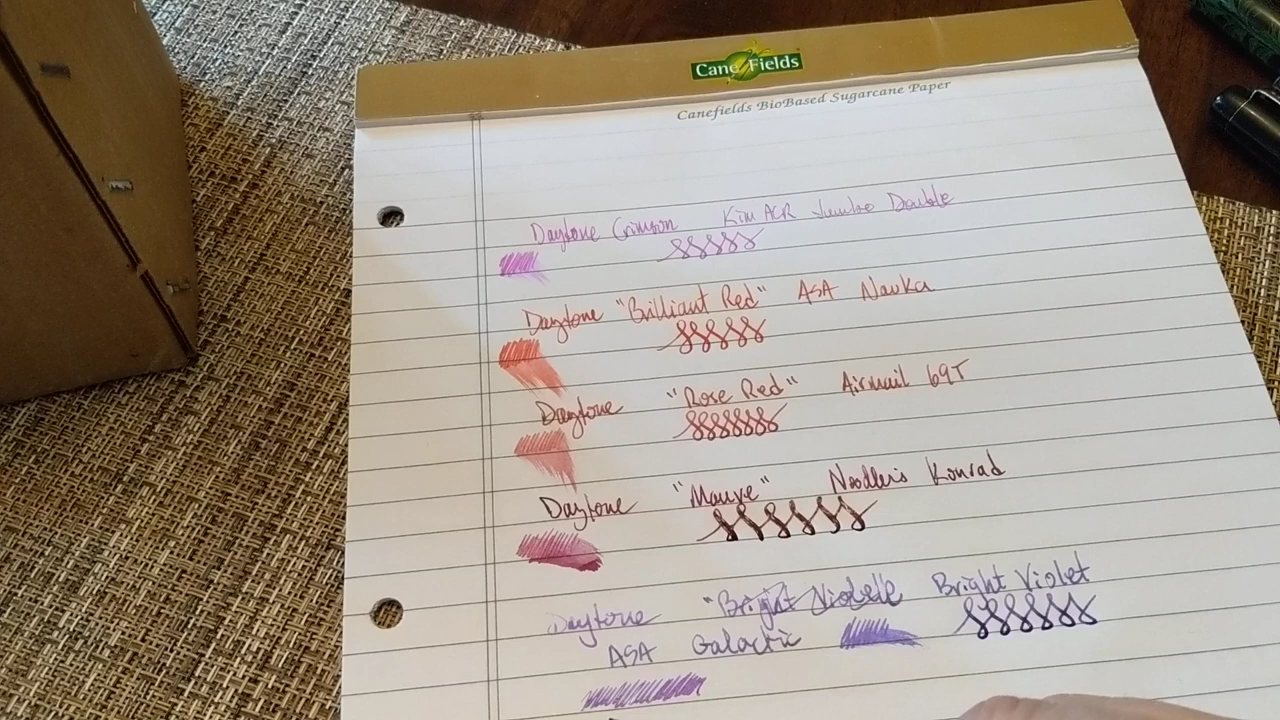 Cane Fields
Canefields BioBased Sugarcane Paper
Daytone Crimson Kim ACR Jumbo Double
Daytone "Brilliant Red" ASA Nauka
Daytone "Rose Red" Airmail 69T
Daytone "Mauve" Noodler's Konrad
Daytone "Bright Violet Bright Violet
ASA Galactic